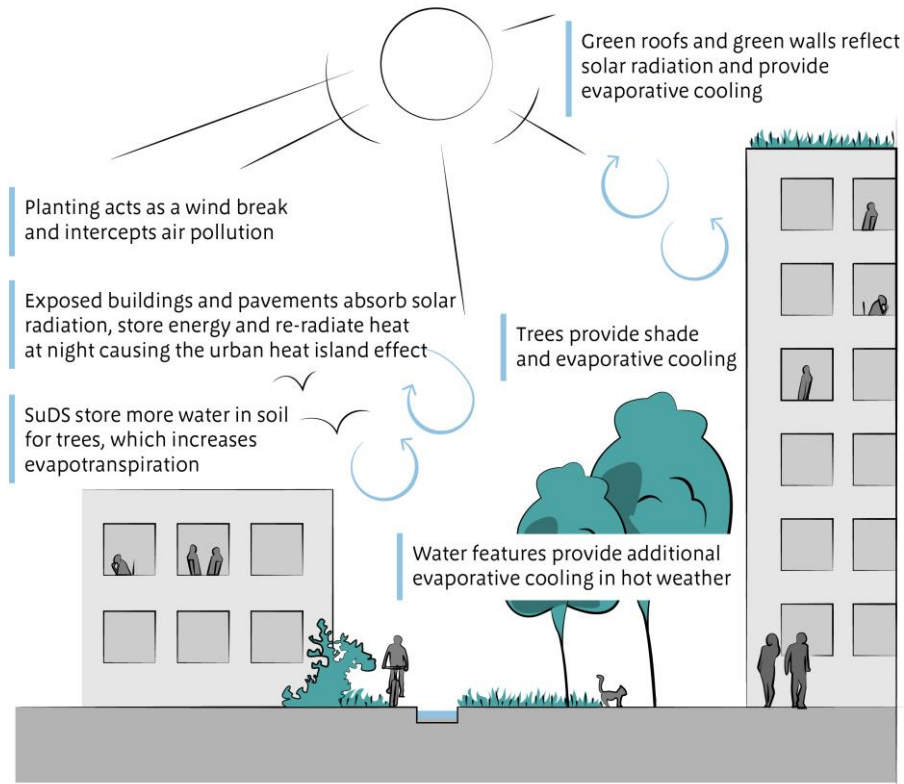 Green roofs and green walls reflect
solar radiation and provide
evaporative cooling
Planting acts as a wind break
and intercepts air pollution
Exposed buildings and pavements absorb solar
radiation, store energy and re-radiate heat
at night causing the urban heat island effect
Trees provide shade
and evaporative cooling
SuDS store more water in soil
for trees, which increases
evapotranspiration
Water features provide additional
evaporative cooling in hot weather